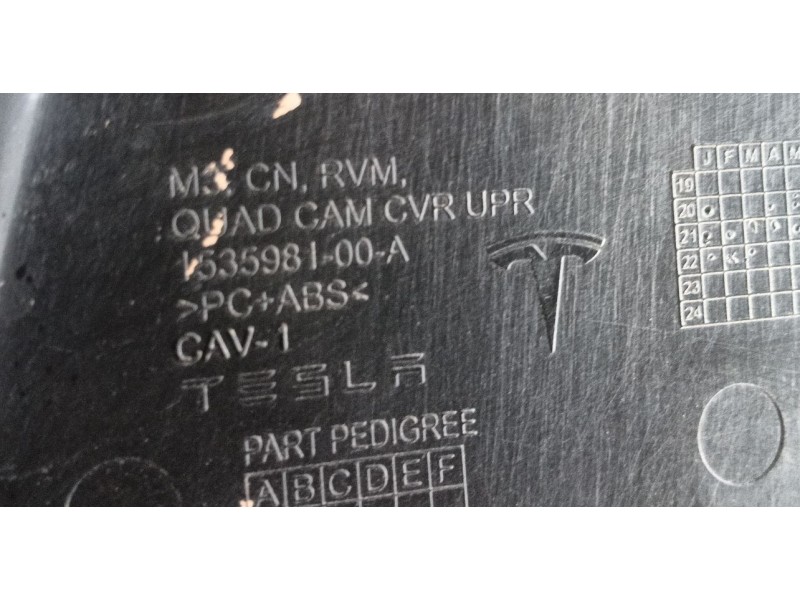 M3, CN, RVM,
QUAD CAM CVR UPR
1535981-00-A
>PC+ABS<
CAV-1
TESLA
PART PEDIGREE
A B C D E F
J F M A M
19
20
21
22
23
24